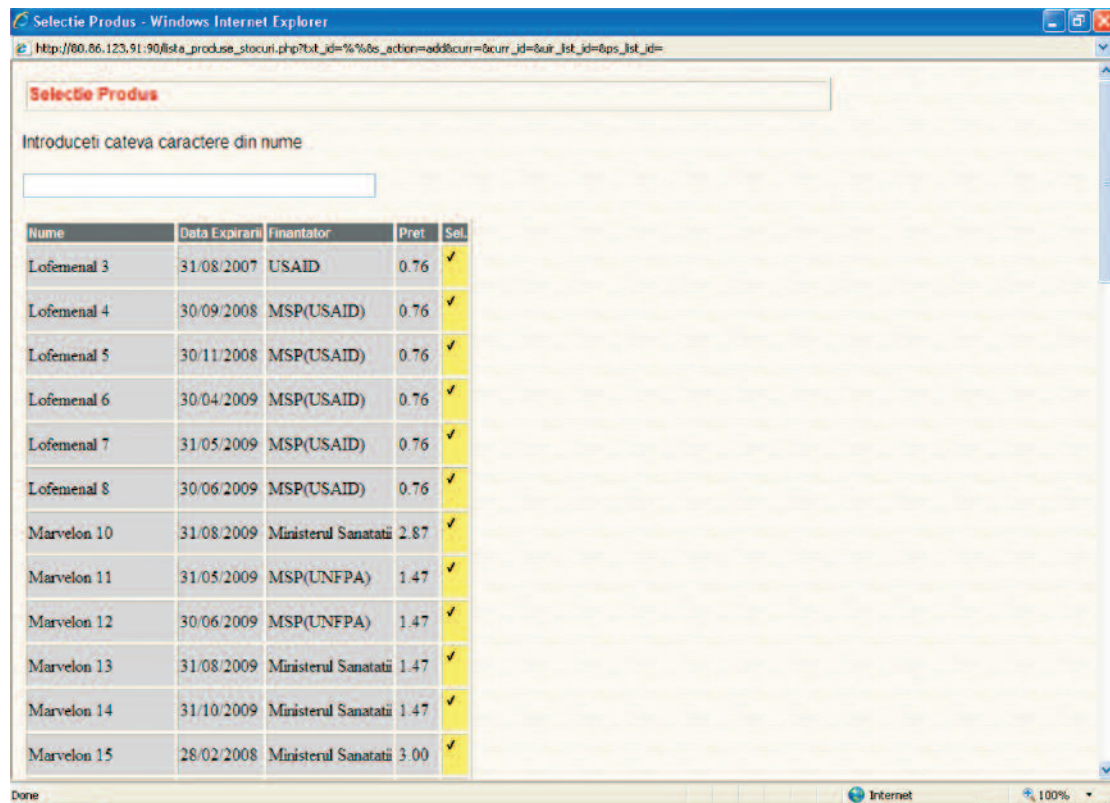 Selectie Produs - Windows Internet Explorer
http://80.86.123.91:90/lista_produse_stocuri.php?txt_id=%%&s_action=add&curr=&curr_id=&uir_list_id=&ps_list_id=
Selectie Produs
Introduceti cateva caractere din nume
Nume Data Expirarii Finantator Pret Sel.
Lofemenal 3 31/08/2007 USAID 0.76 ✓
Lofemenal 4 30/09/2008 MSP(USAID) 0.76 ✓
Lofemenal 5 30/11/2008 MSP(USAID) 0.76 ✓
Lofemenal 6 30/04/2009 MSP(USAID) 0.76 ✓
Lofemenal 7 31/05/2009 MSP(USAID) 0.76 ✓
Lofemenal 8 30/06/2009 MSP(USAID) 0.76 ✓
Marvelon 10 31/08/2009 Ministerul Sanatatii 2.87 ✓
Marvelon 11 31/05/2009 MSP(UNFPA) 1.47 ✓
Marvelon 12 30/06/2009 MSP(UNFPA) 1.47 ✓
Marvelon 13 31/08/2009 Ministerul Sanatatii 1.47 ✓
Marvelon 14 31/10/2009 Ministerul Sanatatii 1.47 ✓
Marvelon 15 28/02/2008 Ministerul Sanatatii 3.00 ✓
Done Internet 100%